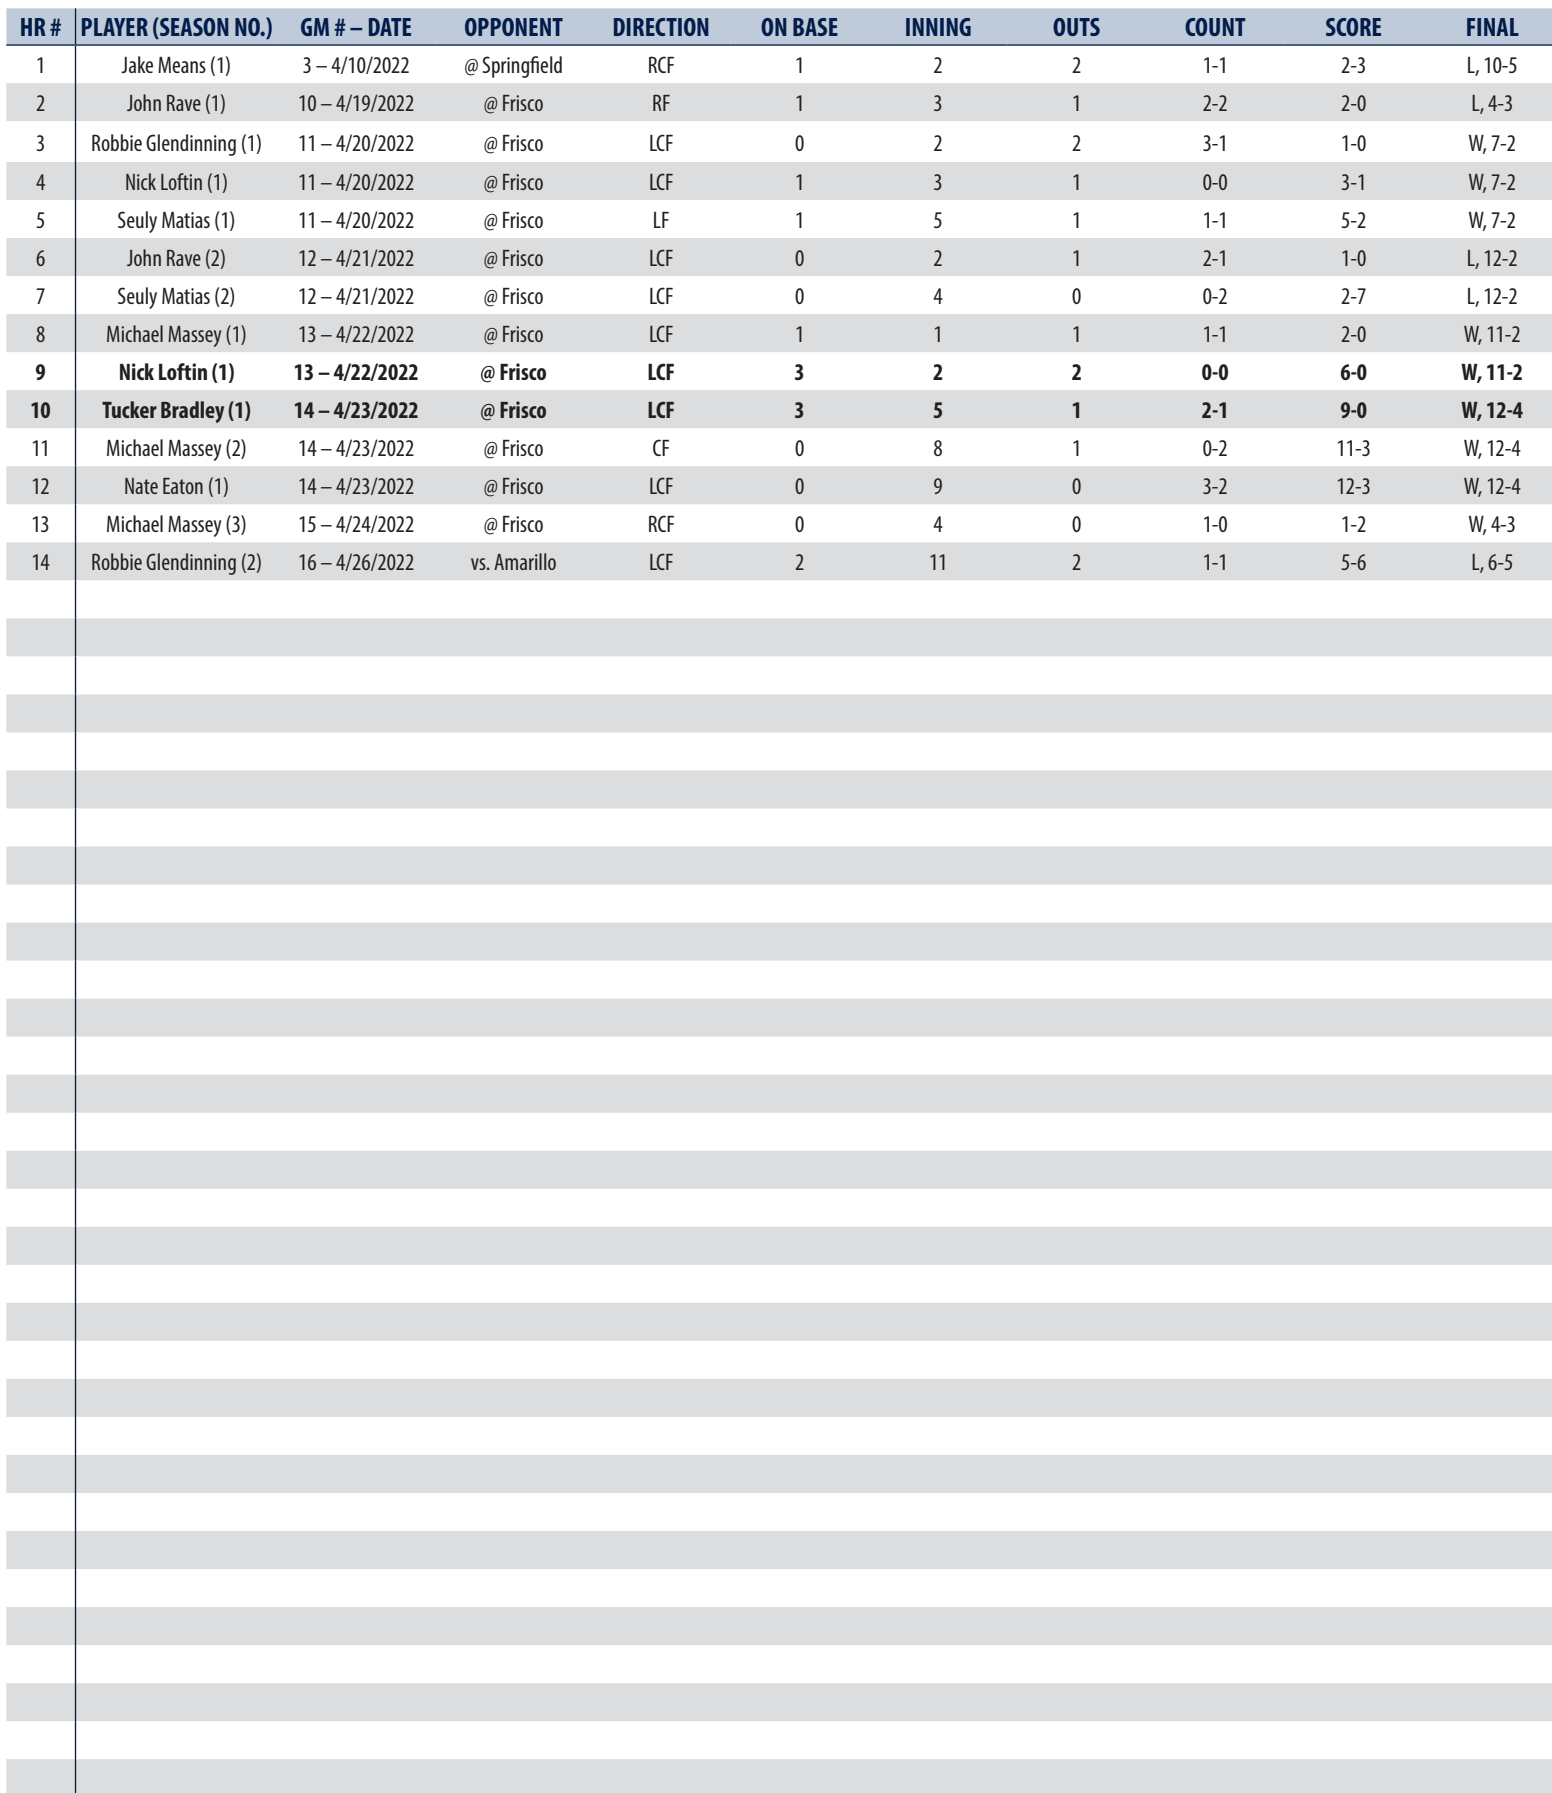 HR # PLAYER (SEASON NO.) GM # – DATE OPPONENT DIRECTION ON BASE INNING OUTS COUNT SCORE FINAL
1 Jake Means (1) 3 – 4/10/2022 @ Springfield RCF 1 2 2 1-1 2-3 L, 10-5
2 John Rave (1) 10 – 4/19/2022 @ Frisco RF 1 3 1 2-2 2-0 L, 4-3
3 Robbie Glendinning (1) 11 – 4/20/2022 @ Frisco LCF 0 2 2 3-1 1-0 W, 7-2
4 Nick Loftin (1) 11 – 4/20/2022 @ Frisco LCF 1 3 1 0-0 3-1 W, 7-2
5 Seuly Matias (1) 11 – 4/20/2022 @ Frisco LF 1 5 1 1-1 5-2 W, 7-2
6 John Rave (2) 12 – 4/21/2022 @ Frisco LCF 0 2 1 2-1 1-0 L, 12-2
7 Seuly Matias (2) 12 – 4/21/2022 @ Frisco LCF 0 4 0 0-2 2-7 L, 12-2
8 Michael Massey (1) 13 – 4/22/2022 @ Frisco LCF 1 1 1 1-1 2-0 W, 11-2
9 Nick Loftin (1) 13 – 4/22/2022 @ Frisco LCF 3 2 2 0-0 6-0 W, 11-2
10 Tucker Bradley (1) 14 – 4/23/2022 @ Frisco LCF 3 5 1 2-1 9-0 W, 12-4
11 Michael Massey (2) 14 – 4/23/2022 @ Frisco CF 0 8 1 0-2 11-3 W, 12-4
12 Nate Eaton (1) 14 – 4/23/2022 @ Frisco LCF 0 9 0 3-2 12-3 W, 12-4
13 Michael Massey (3) 15 – 4/24/2022 @ Frisco RCF 0 4 0 1-0 1-2 W, 4-3
14 Robbie Glendinning (2) 16 – 4/26/2022 vs. Amarillo LCF 2 11 2 1-1 5-6 L, 6-5